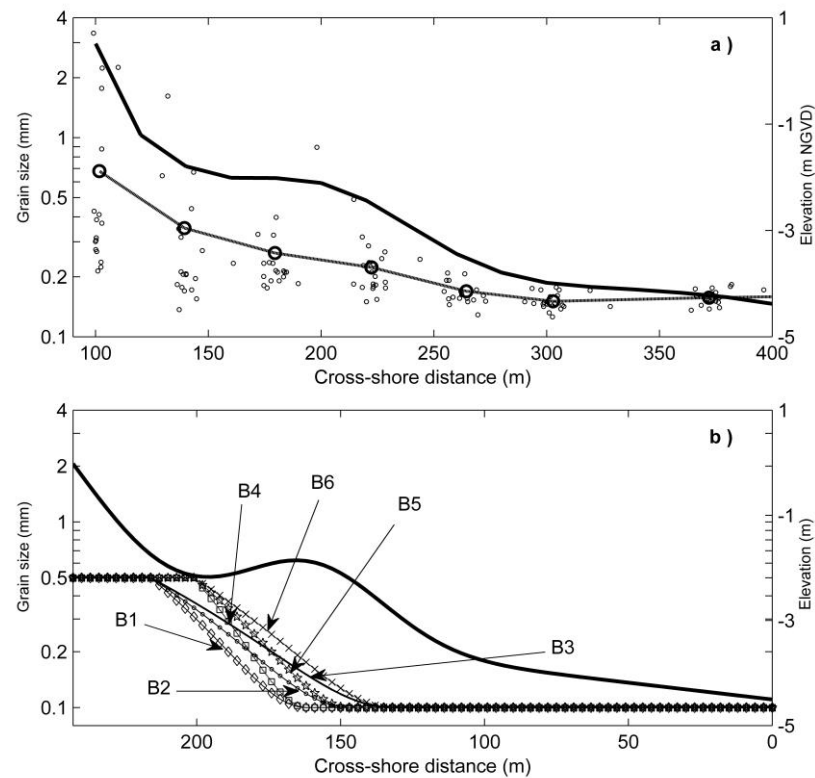 a )
4
2
1
0.5
0.2
0.1
Grain size (mm)
1
-1
-3
-5
Elevation (m NGVD)
100
150
200
250
300
350
400
Cross-shore distance (m)
b )
4
2
1
0.5
0.2
0.1
Grain size (mm)
B4
B6
B5
B1
B2
B3
1
-1
-3
-5
Elevation (m)
200
150
100
50
0
Cross-shore distance (m)